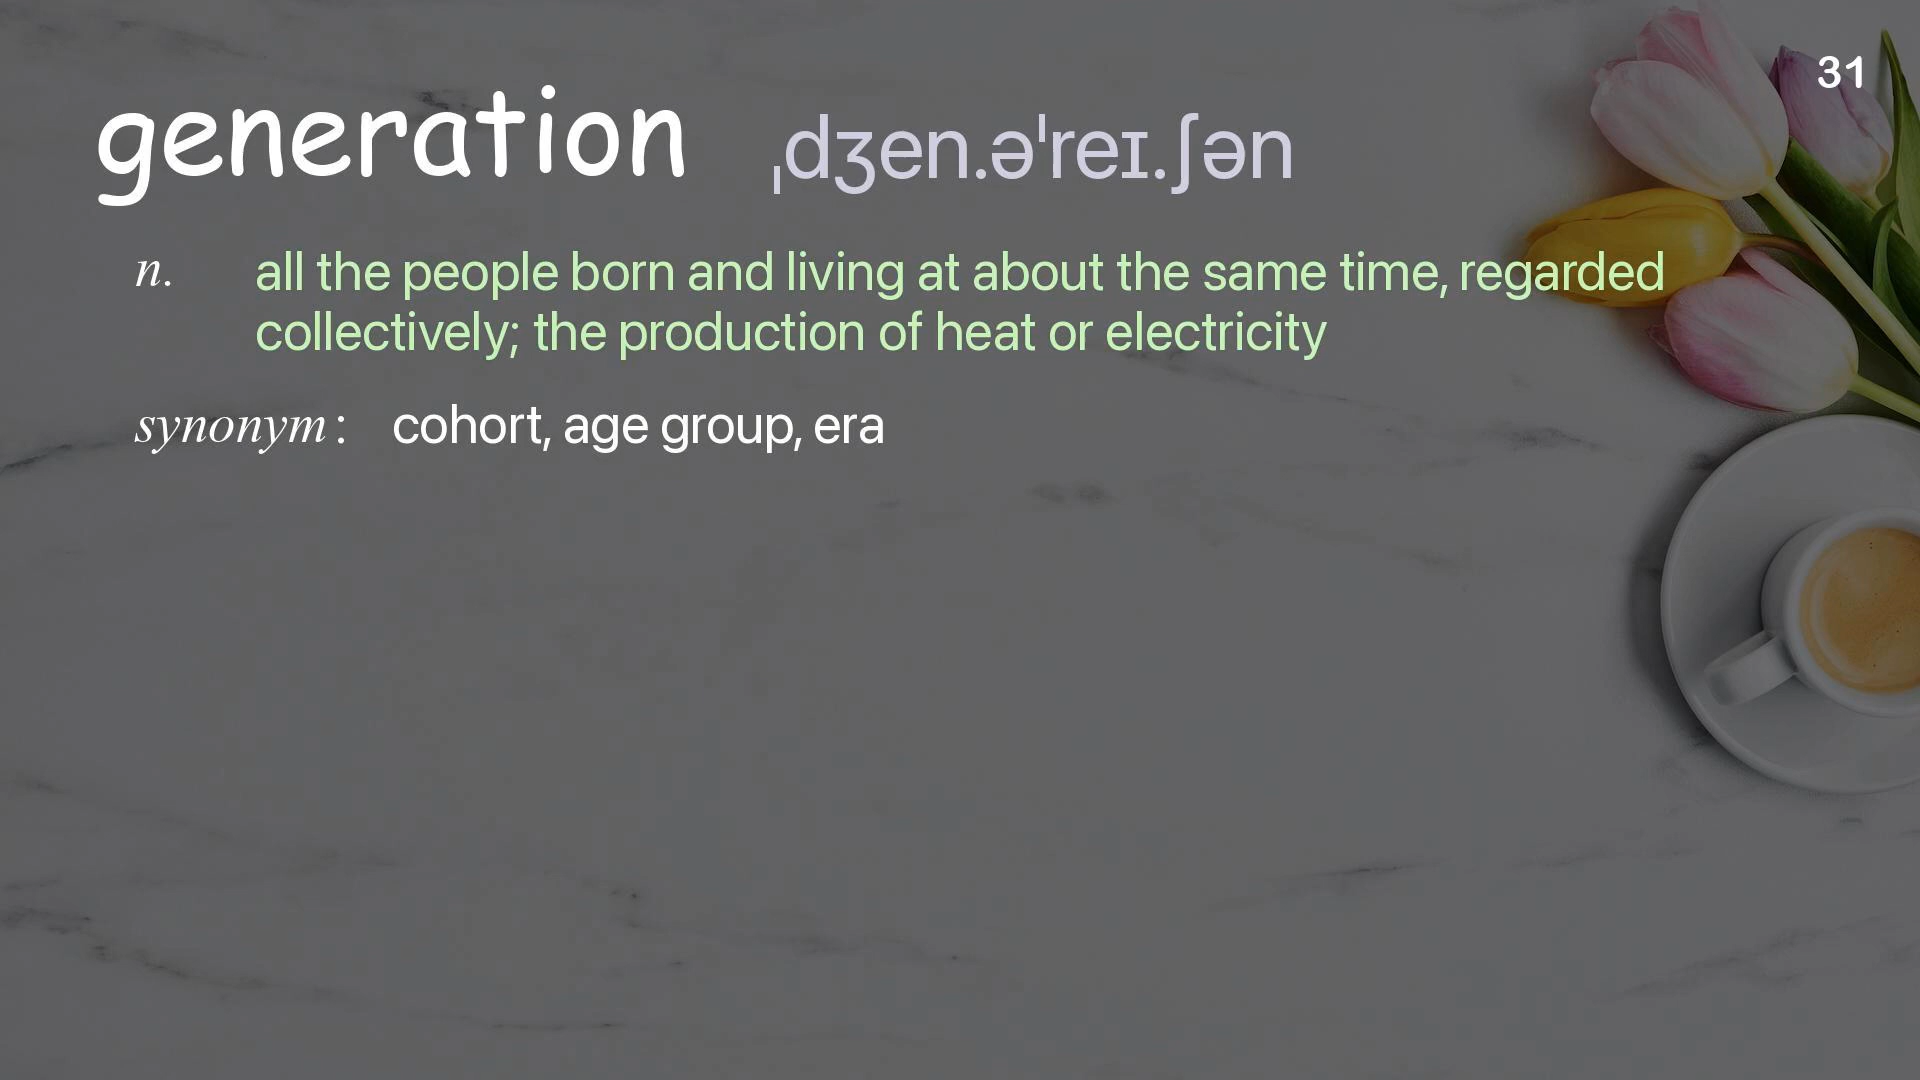 31
generation ˌdʒen.əˈreɪ.ʃən
n. all the people born and living at about the same time, regarded
collectively; the production of heat or electricity
synonym : cohort, age group, era